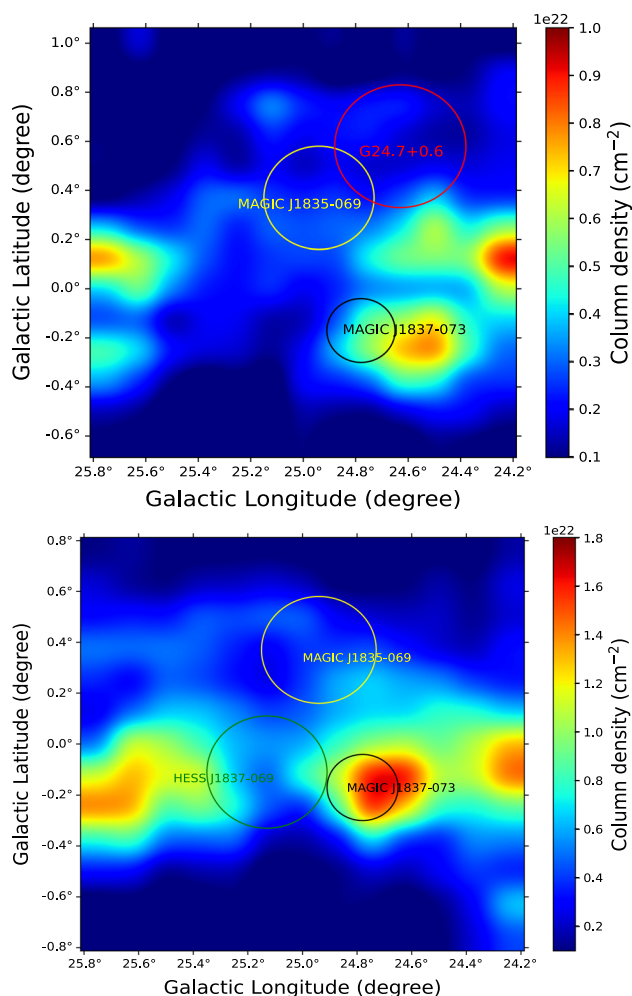 1e22
1.0°
0.8°
0.6°
0.4°
0.2°
0.0°
-0.2°
-0.4°
-0.6°
Galactic Latitude (degree)
G24.7+0.6
MAGIC J1835-069
MAGIC J1837-073
25.8° 25.6° 25.4° 25.2° 25.0° 24.8° 24.6° 24.4° 24.2°
Galactic Longitude (degree)
1.0
0.9
0.8
0.7
0.6
0.5
0.4
0.3
0.2
0.1
Column density (cm⁻²)
1e22
0.8°
0.6°
0.4°
0.2°
0.0°
-0.2°
-0.4°
-0.6°
-0.8°
Galactic Latitude (degree)
MAGIC J1835-069
HESS J1837-069
MAGIC J1837-073
25.8° 25.6° 25.4° 25.2° 25.0° 24.8° 24.6° 24.4° 24.2°
Galactic Longitude (degree)
1.8
1.6
1.4
1.2
1.0
0.8
0.6
0.4
0.2
Column density (cm⁻²)